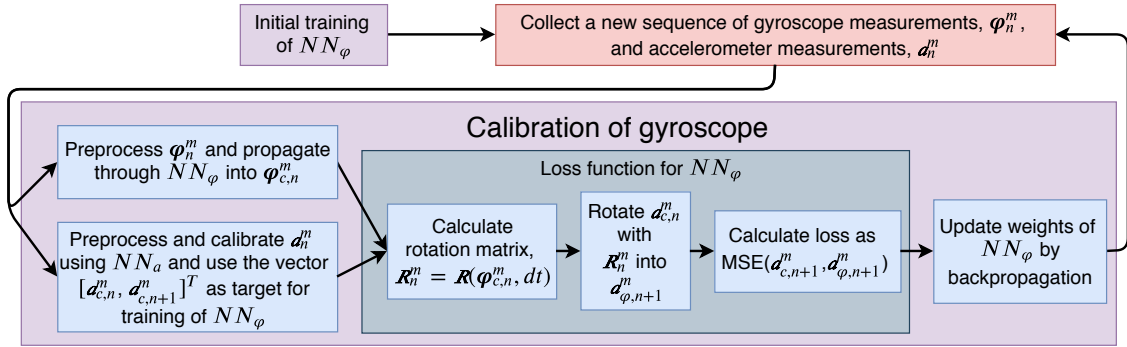 Initial training
of NN_φ
Collect a new sequence of gyroscope measurements, φ_n^m,
and accelerometer measurements, a_n^m
Calibration of gyroscope
Preprocess φ_n^m and propagate
through NN_φ into φ_{c,n}^m
Preprocess and calibrate a_n^m
using NN_a and use the vector
[a_{c,n}^m, a_{c,n+1}^m]^T as target for
training of NN_φ
Loss function for NN_φ
Calculate
rotation matrix,
R_n^m = R(φ_{c,n}^m, dt)
Rotate a_{c,n}^m
with
R_n^m into
a_{φ,n+1}^m
Calculate loss as
MSE(a_{c,n+1}^m, a_{φ,n+1}^m)
Update weights of
NN_φ by
backpropagation